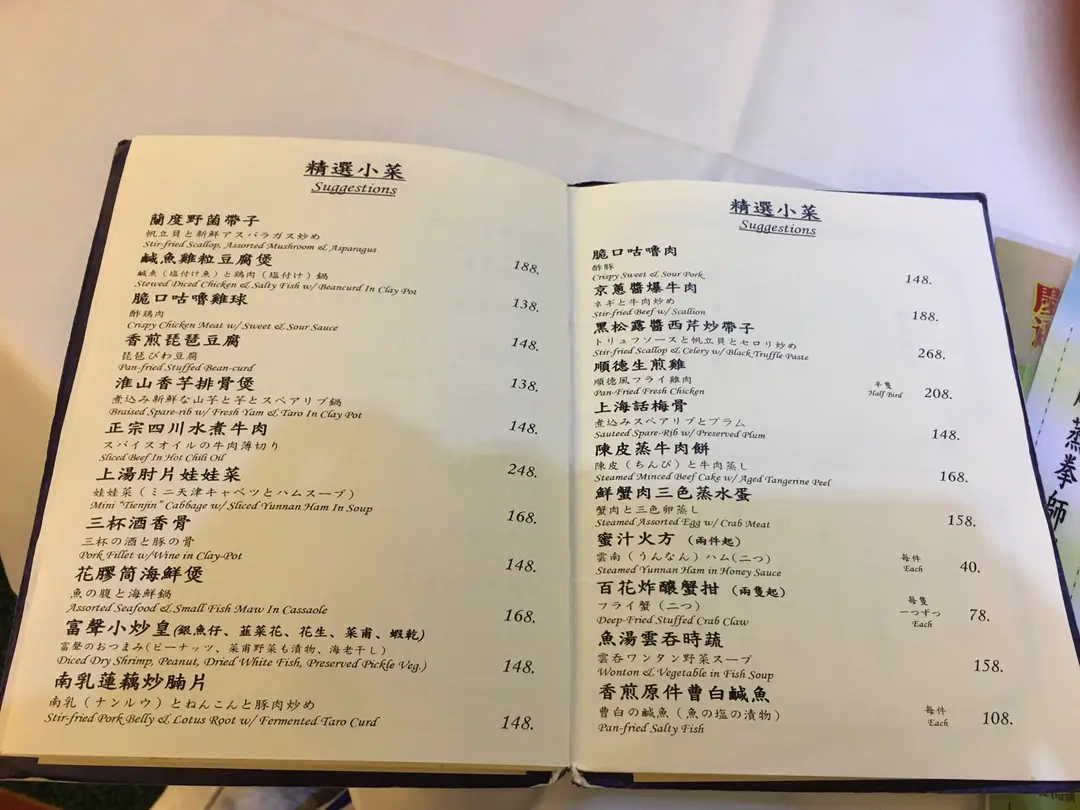 精選小菜
Suggestions
蘭度野菌帶子
帆立貝と新鮮アスパラガス炒め
Stir-fried Scallop, Assorted Mushroom & Asparagus
188.
鹹魚雞粒豆腐煲
鹹魚（塩付け魚）と鶏肉（塩付け）鍋
Stewed Diced Chicken & Salty Fish w/ Beancurd In Clay Pot
138.
脆口咕嚕雞球
酢鶏肉
Crispy Chicken Meat w/ Sweet & Sour Sauce
148.
香煎琵琶豆腐
琵琶びわ豆腐
Pan-fried Stuffed Bean-curd
138.
淮山香芋排骨煲
煮込み新鮮な山芋と芋とスペアリブ鍋
Braised Spare-rib w/ Fresh Yam & Taro In Clay Pot
148.
正宗四川水煮牛肉
スパイスオイルの牛肉薄切り
Sliced Beef In Hot Chili Oil
248.
上湯肘片娃娃菜
娃娃菜（ミニ天津キャベツとハムスープ）
Mini "Tienjin" Cabbage w/ Sliced Yunnan Ham In Soup
168.
三杯酒香骨
三杯の酒と豚の骨
Pork Fillet w/Wine in Clay-Pot
148.
花膠筒海鮮煲
魚の腹と海鮮鍋
Assorted Seafood & Small Fish Maw In Cassaole
168.
富聲小炒皇(銀魚仔、韮菜花、花生、菜甫、蝦乾)
富聲のおつまみ(ピーナッツ、菜甫野菜も漬物、海老干し)
Diced Dry Shrimp, Peanut, Dried White Fish, Preserved Pickle Veg.)
148.
南乳蓮藕炒腩片
南乳（ナンルウ）とねんこんと豚肉炒め
Stir-fried Pork Belly & Lotus Root w/ Fermented Taro Curd
148.
精選小菜
Suggestions
脆口咕嚕肉
酢豚
Crispy Sweet & Sour Pork
148.
京蔥醬爆牛肉
ネギと牛肉炒め
Stir-fried Beef w/ Scallion
188.
黑松露醬西芹炒帶子
トリュフソースと帆立貝とセロリ炒め
Stir-fried Scallop & Celery w/ Black Truffle Paste
268.
順德生煎雞
順徳風フライ雞肉
Pan-Fried Fresh Chicken
半隻
Half Bird
208.
上海話梅骨
煮込みスペアリブとプラム
Sauteed Spare-Rib w/ Preserved Plum
148.
陳皮蒸牛肉餅
陳皮（ちんぴ）と牛肉蒸し
Steamed Minced Beef Cake w/ Aged Tangerine Peel
168.
鮮蟹肉三色蒸水蛋
蟹肉と三色卵蒸し
Steamed Assorted Egg w/ Crab Meat
158.
蜜汁火方 (兩件起)
雲南（うんなん）ハム(二つ)
Steamed Yunnan Ham in Honey Sauce
每件
Each
40.
百花炸釀蟹拑 (兩隻起)
フライ蟹（二つ）
Deep-Fried Stuffed Crab Claw
每隻
一つずつ
Each
78.
魚湯雲吞時蔬
雲吞ワンタン野菜スープ
Wonton & Vegetable in Fish Soup
158.
香煎原件曹白鹹魚
曹白の鹹魚（魚の塩の漬物）
Pan-fried Salty Fish
每件
Each
108.
蒸拳師